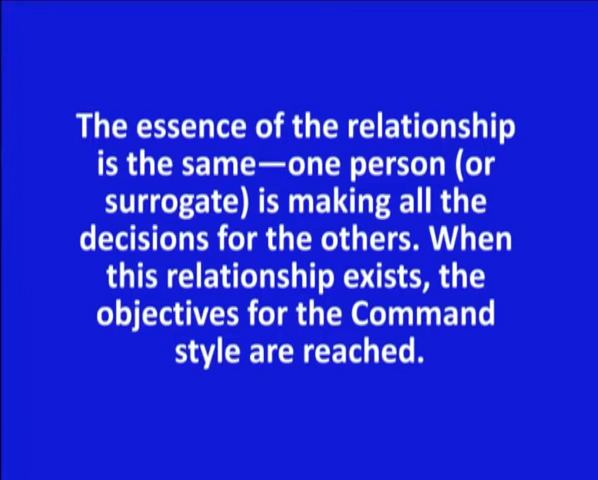 The essence of the relationship
is the same—one person (or
surrogate) is making all the
decisions for the others. When
this relationship exists, the
objectives for the Command
style are reached.